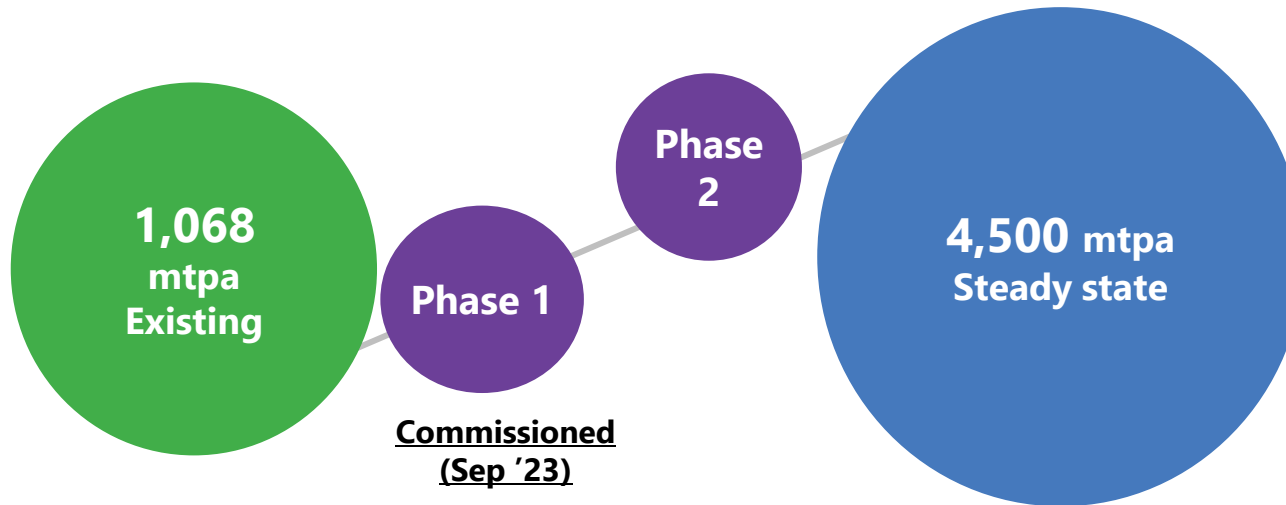 1,068
mtpa
Existing
Phase 1
Commissioned
(Sep ’23)
Phase
2
4,500 mtpa
Steady state